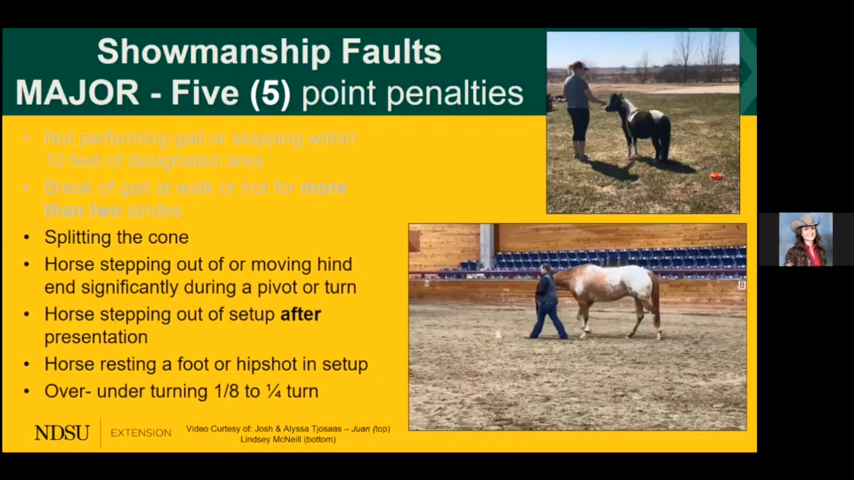 Showmanship Faults
MAJOR - Five (5) point penalties
• Not performing gait or stopping within
10 feet of designated area
• Break of gait at walk or trot for more
than two strides
• Splitting the cone
• Horse stepping out of or moving hind
end significantly during a pivot or turn
• Horse stepping out of setup after
presentation
• Horse resting a foot or hipshot in setup
• Over- under turning 1/8 to ¼ turn
NDSU EXTENSION
Video Curtesy of: Josh & Alyssa Tjosaas – Juan (top)
Lindsey McNeill (bottom)
B